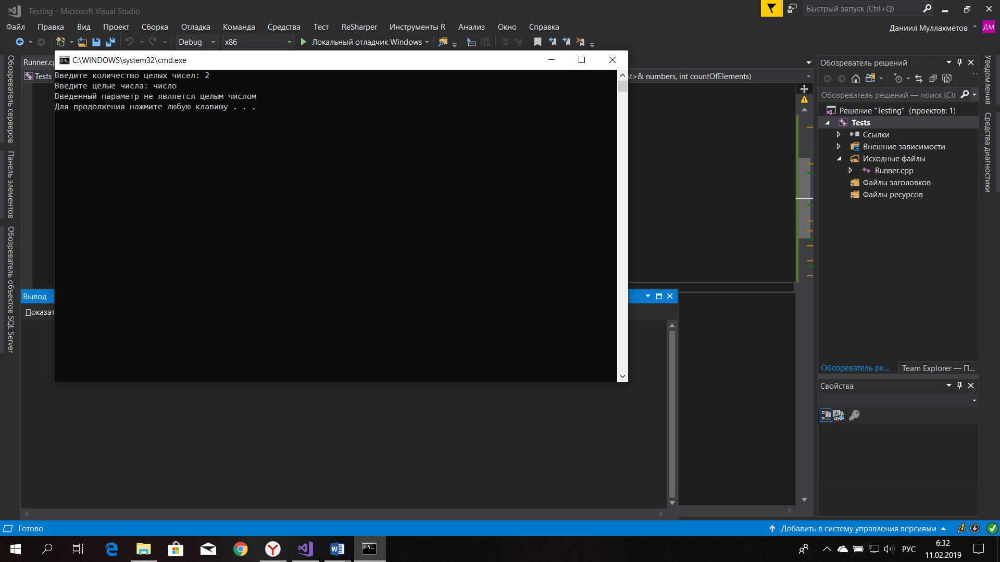 Testing - Microsoft Visual Studio
Быстрый запуск (Ctrl+Q)
Файл Правка Вид Проект Сборка Отладка Команда Средства Тест ReSharper Инструменты R Анализ Окно Справка
Даниил Муллахметов ДМ
Debug x86 Локальный отладчик Windows
Runner.cp
Tests
nt>& numbers, int countOfElements)
C:\WINDOWS\system32\cmd.exe
Введите количество целых чисел: 2
Введите целые числа: число
Введенный параметр не является целым числом
Для продолжения нажмите любую клавишу . . .
Обозреватель серверов
Панель элементов
Обозреватель объектов SQL Server
Вывод
Показат
Обозреватель решений
Обозреватель решений — поиск (Ctr
Решение "Testing" (проектов: 1)
Tests
Ссылки
Внешние зависимости
Исходные файлы
Runner.cpp
Файлы заголовков
Файлы ресурсов
Обозреватель ре... Team Explorer — П...
Свойства
Уведомления
Средства диагностики
Готово
Добавить в систему управления версиями
РУС
6:32
11.02.2019